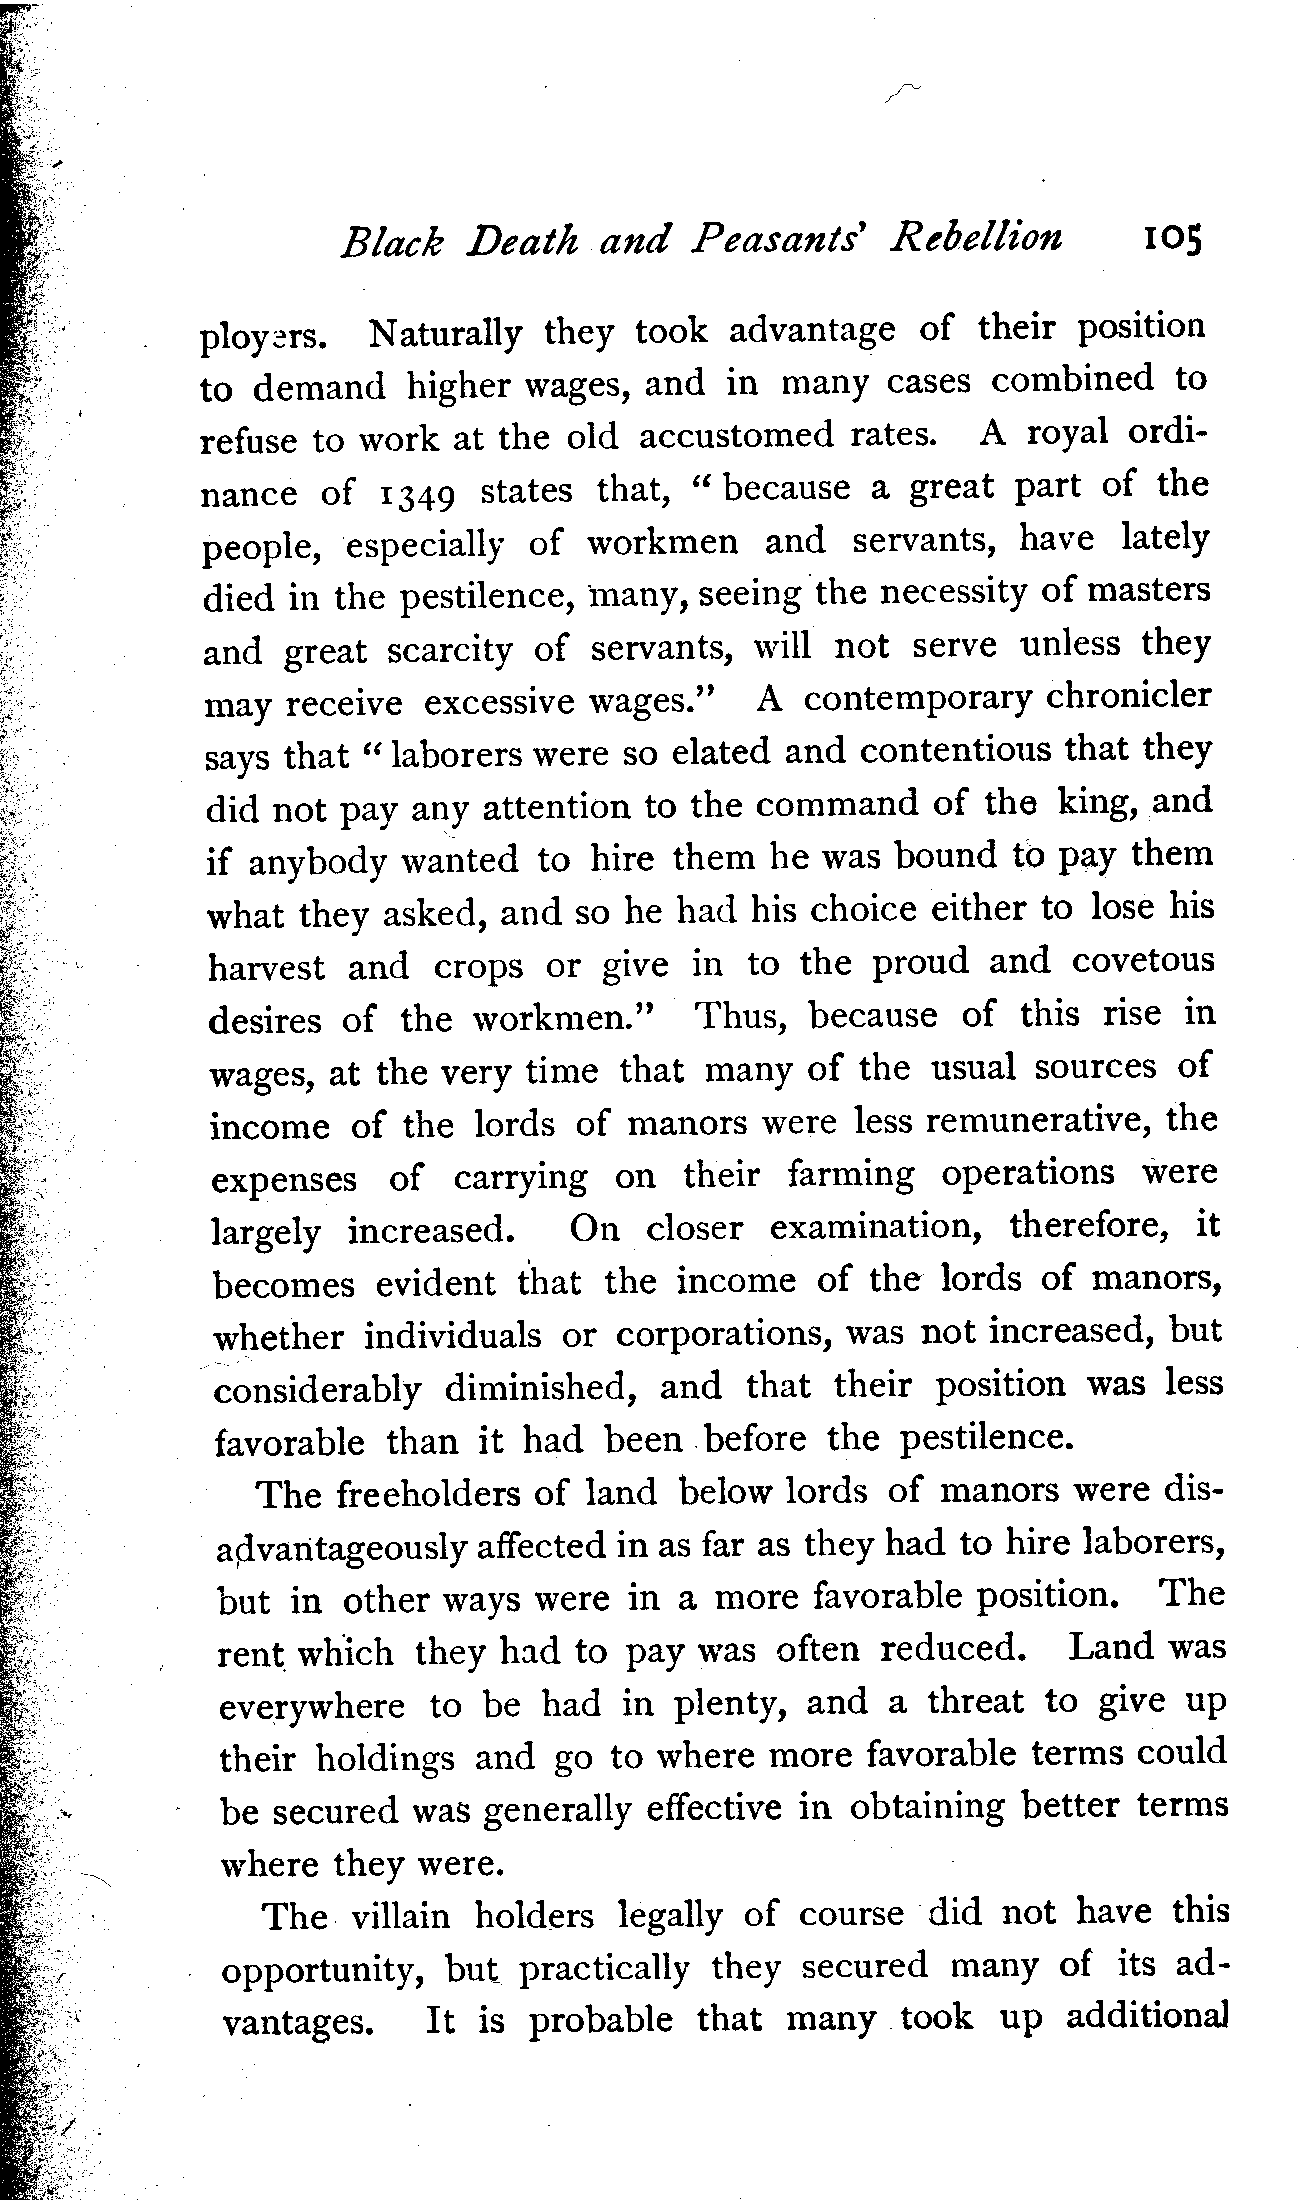 Black Death and Peasants' Rebellion 105
ployers. Naturally they took advantage of their position
to demand higher wages, and in many cases combined to
refuse to work at the old accustomed rates. A royal ordi-
nance of 1349 states that, “ because a great part of the
people, especially of workmen and servants, have lately
died in the pestilence, many, seeing the necessity of masters
and great scarcity of servants, will not serve unless they
may receive excessive wages.” A contemporary chronicler
says that “ laborers were so elated and contentious that they
did not pay any attention to the command of the king, and
if anybody wanted to hire them he was bound to pay them
what they asked, and so he had his choice either to lose his
harvest and crops or give in to the proud and covetous
desires of the workmen.” Thus, because of this rise in
wages, at the very time that many of the usual sources of
income of the lords of manors were less remunerative, the
expenses of carrying on their farming operations were
largely increased. On closer examination, therefore, it
becomes evident that the income of the lords of manors,
whether individuals or corporations, was not increased, but
considerably diminished, and that their position was less
favorable than it had been before the pestilence.
The freeholders of land below lords of manors were dis-
advantageously affected in as far as they had to hire laborers,
but in other ways were in a more favorable position. The
rent which they had to pay was often reduced. Land was
everywhere to be had in plenty, and a threat to give up
their holdings and go to where more favorable terms could
be secured was generally effective in obtaining better terms
where they were.
The villain holders legally of course did not have this
opportunity, but practically they secured many of its ad-
vantages. It is probable that many took up additional